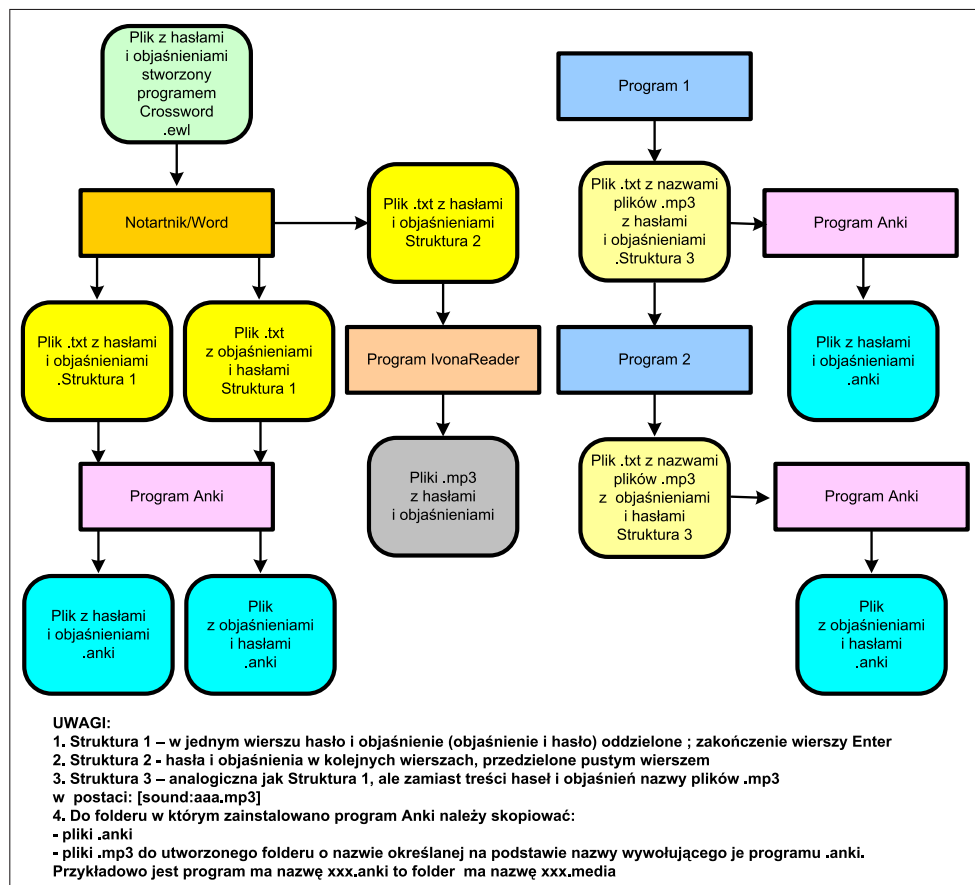 Plik z hasłami
i objaśnieniami
stworzony
programem
Crossword
.ewl
Notartnik/Word
Plik .txt z hasłami
i objaśnieniami
Struktura 2
Plik .txt z hasłami
i objaśnieniami
.Struktura 1
Plik .txt
z objaśnieniami
i hasłami
Struktura 1
Program IvonaReader
Program Anki
Pliki .mp3
z hasłami
i objaśnieniami
Plik z hasłami
i objaśnieniami
.anki
Plik
z objaśnieniami
i hasłami
.anki
Program 1
Plik .txt z nazwami
plików .mp3
z hasłami
i objaśnieniami
.Struktura 3
Program Anki
Program 2
Plik z hasłami
i objaśnieniami
.anki
Plik .txt z nazwami
plików .mp3
z objaśnieniami
i hasłami
Struktura 3
Program Anki
Plik
z objaśnieniami
i hasłami
.anki
UWAGI:
1. Struktura 1 – w jednym wierszu hasło i objaśnienie (objaśnienie i hasło) oddzielone ; zakończenie wierszy Enter
2. Struktura 2 - hasła i objaśnienia w kolejnych wierszach, przedzielone pustym wierszem
3. Struktura 3 – analogiczna jak Struktura 1, ale zamiast treści haseł i objaśnień nazwy plików .mp3
w postaci: [sound:aaa.mp3]
4. Do folderu w którym zainstalowano program Anki należy skopiować:
- pliki .anki
- pliki .mp3 do utworzonego folderu o nazwie określanej na podstawie nazwy wywołującego je programu .anki.
Przykładowo jest program ma nazwę xxx.anki to folder ma nazwę xxx.media